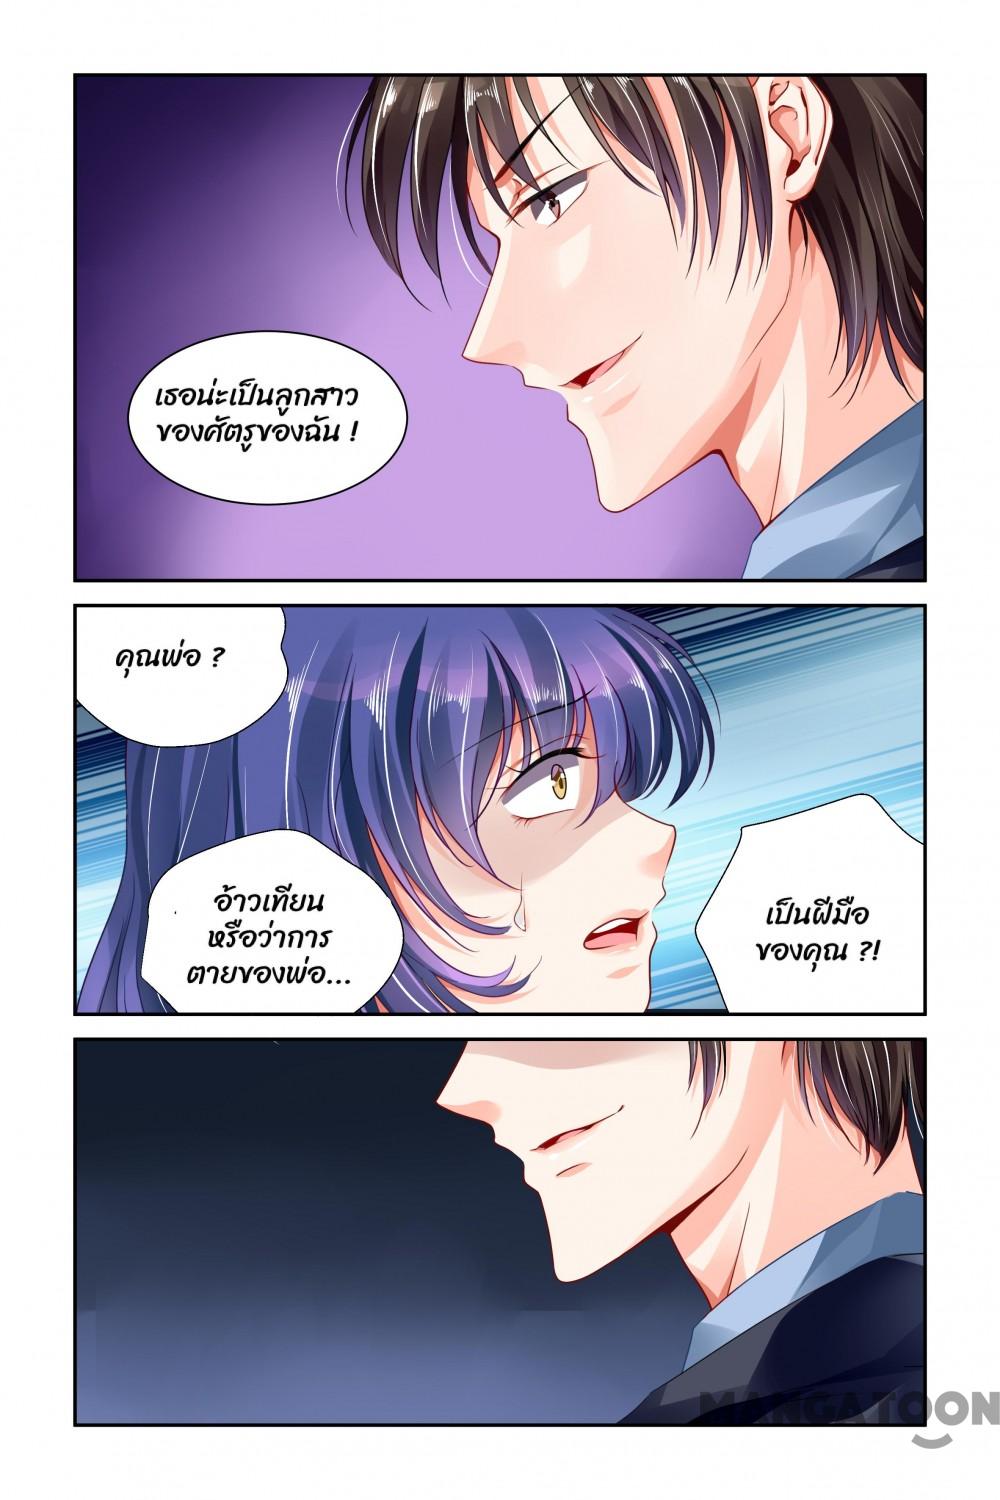 เธอน่ะเป็นลูกสาว
ของศัตรูของฉัน !
คุณพ่อ ?
อ้าวเทียน
หรือว่าการ
ตายของพ่อ...
เป็นฝีมือ
ของคุณ ?!
MANGATOON